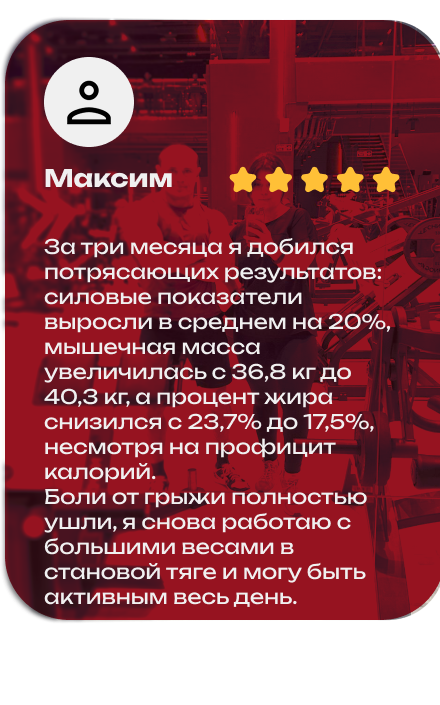 Максим
За три месяца я добился
потрясающих результатов:
силовые показатели
выросли в среднем на 20%,
мышечная масса
увеличилась с 36,8 кг до
40,3 кг, а процент жира
снизился с 23,7% до 17,5%,
несмотря на профицит
калорий.
Боли от грыжи полностью
ушли, я снова работаю с
большими весами в
становой тяге и могу быть
активным весь день.